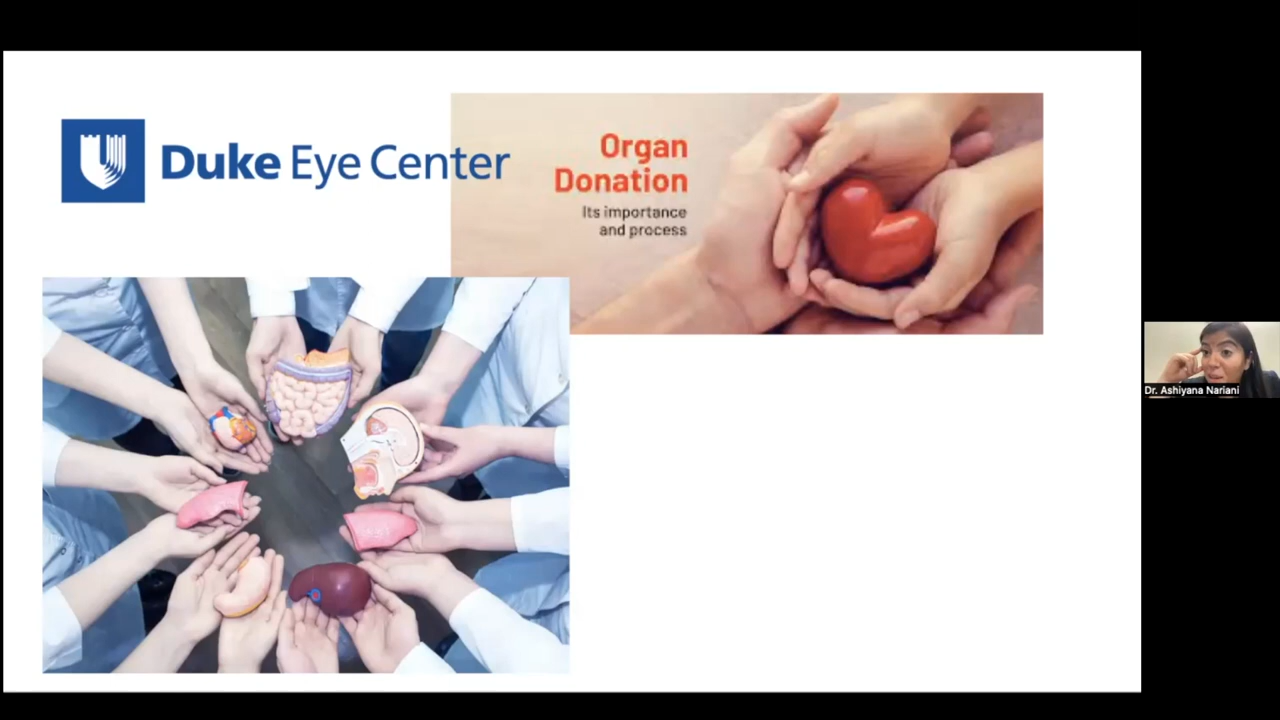 Duke Eye Center
Organ
Donation
Its importance
and process
Dr. Ashiyana Nariani